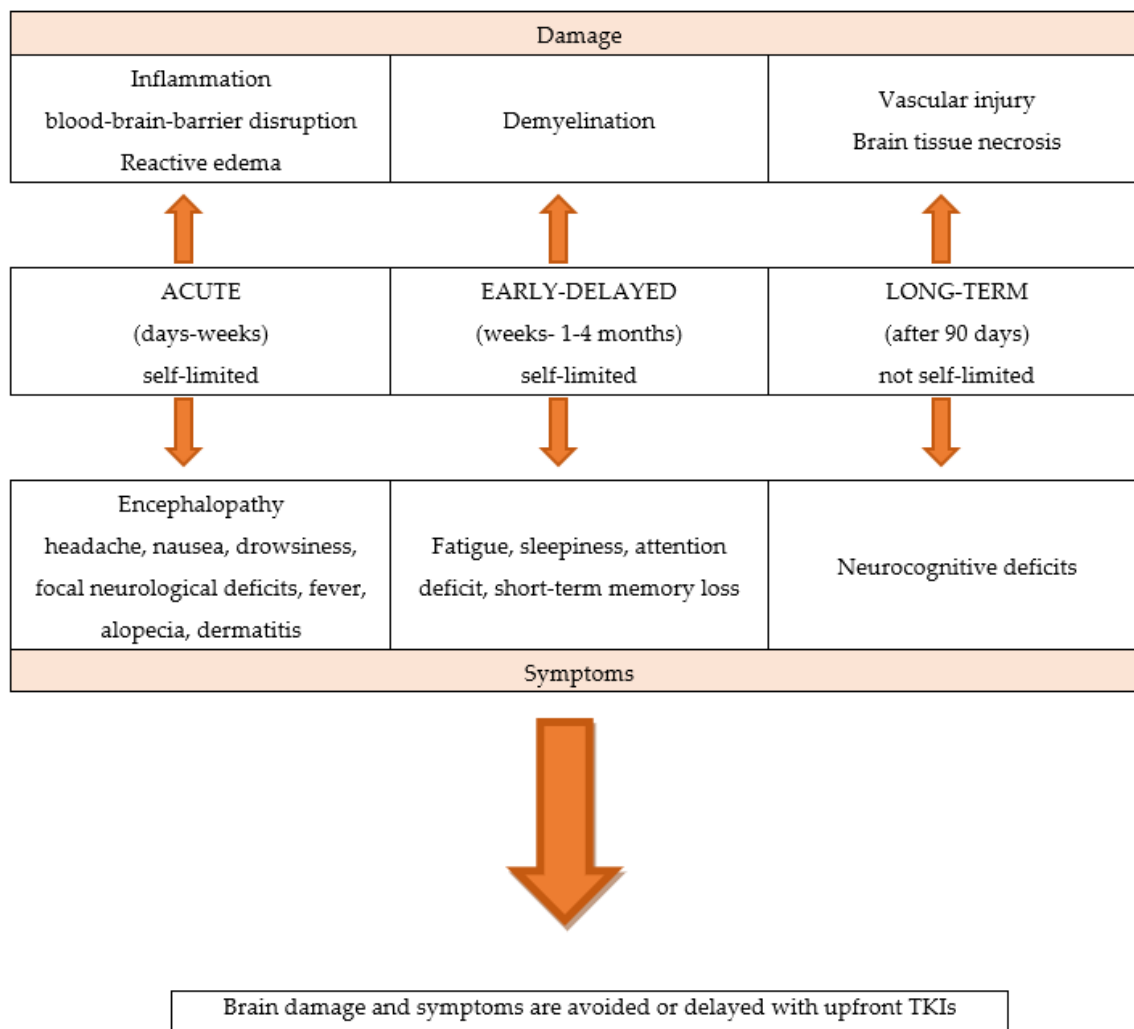 Damage
Inflammation
blood-brain-barrier disruption
Reactive edema
Demyelination
Vascular injury
Brain tissue necrosis
ACUTE
(days-weeks)
self-limited
EARLY-DELAYED
(weeks- 1-4 months)
self-limited
LONG-TERM
(after 90 days)
not self-limited
Encephalopathy
headache, nausea, drowsiness,
focal neurological deficits, fever,
alopecia, dermatitis
Fatigue, sleepiness, attention
deficit, short-term memory loss
Neurocognitive deficits
Symptoms
Brain damage and symptoms are avoided or delayed with upfront TKIs